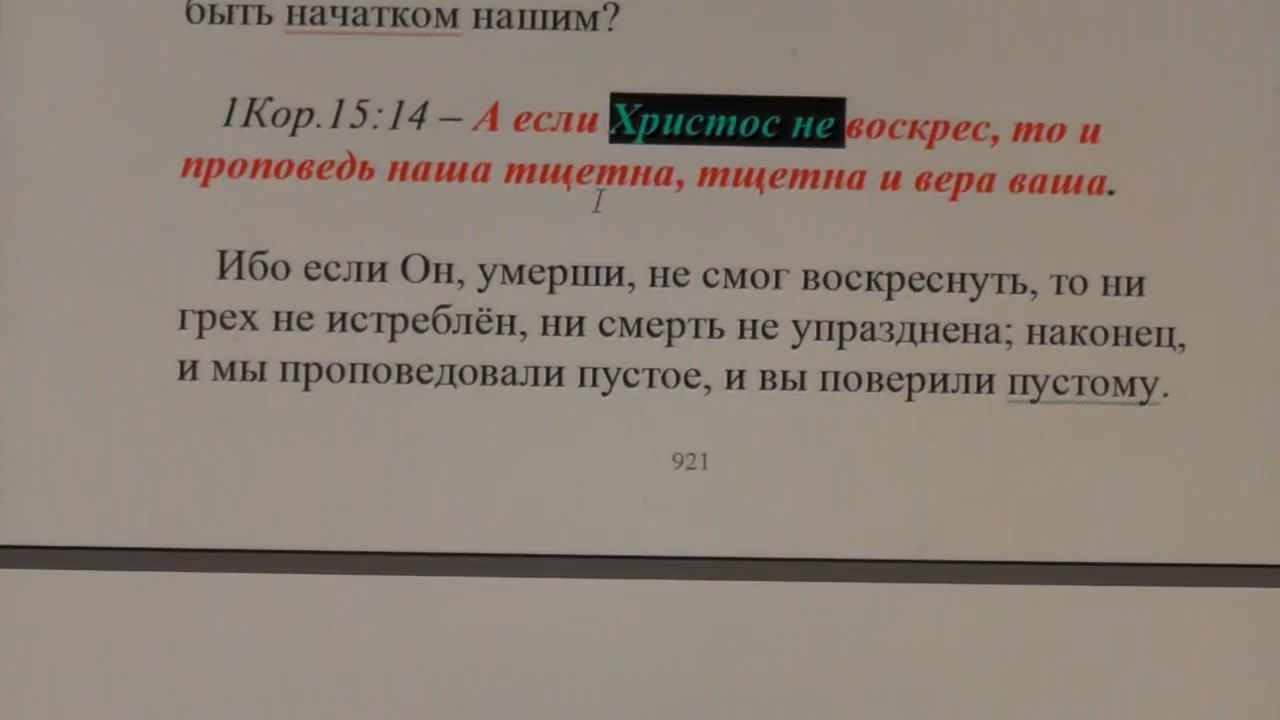 быть начатком нашим?
1Кор.15:14 – А если Христос не воскрес, то и
проповедь наша тщетна, тщетна и вера ваша.
Ибо если Он, умерши, не смог воскреснуть, то ни
грех не истреблён, ни смерть не упразднена; наконец,
и мы проповедовали пустое, и вы поверили пустому.
921